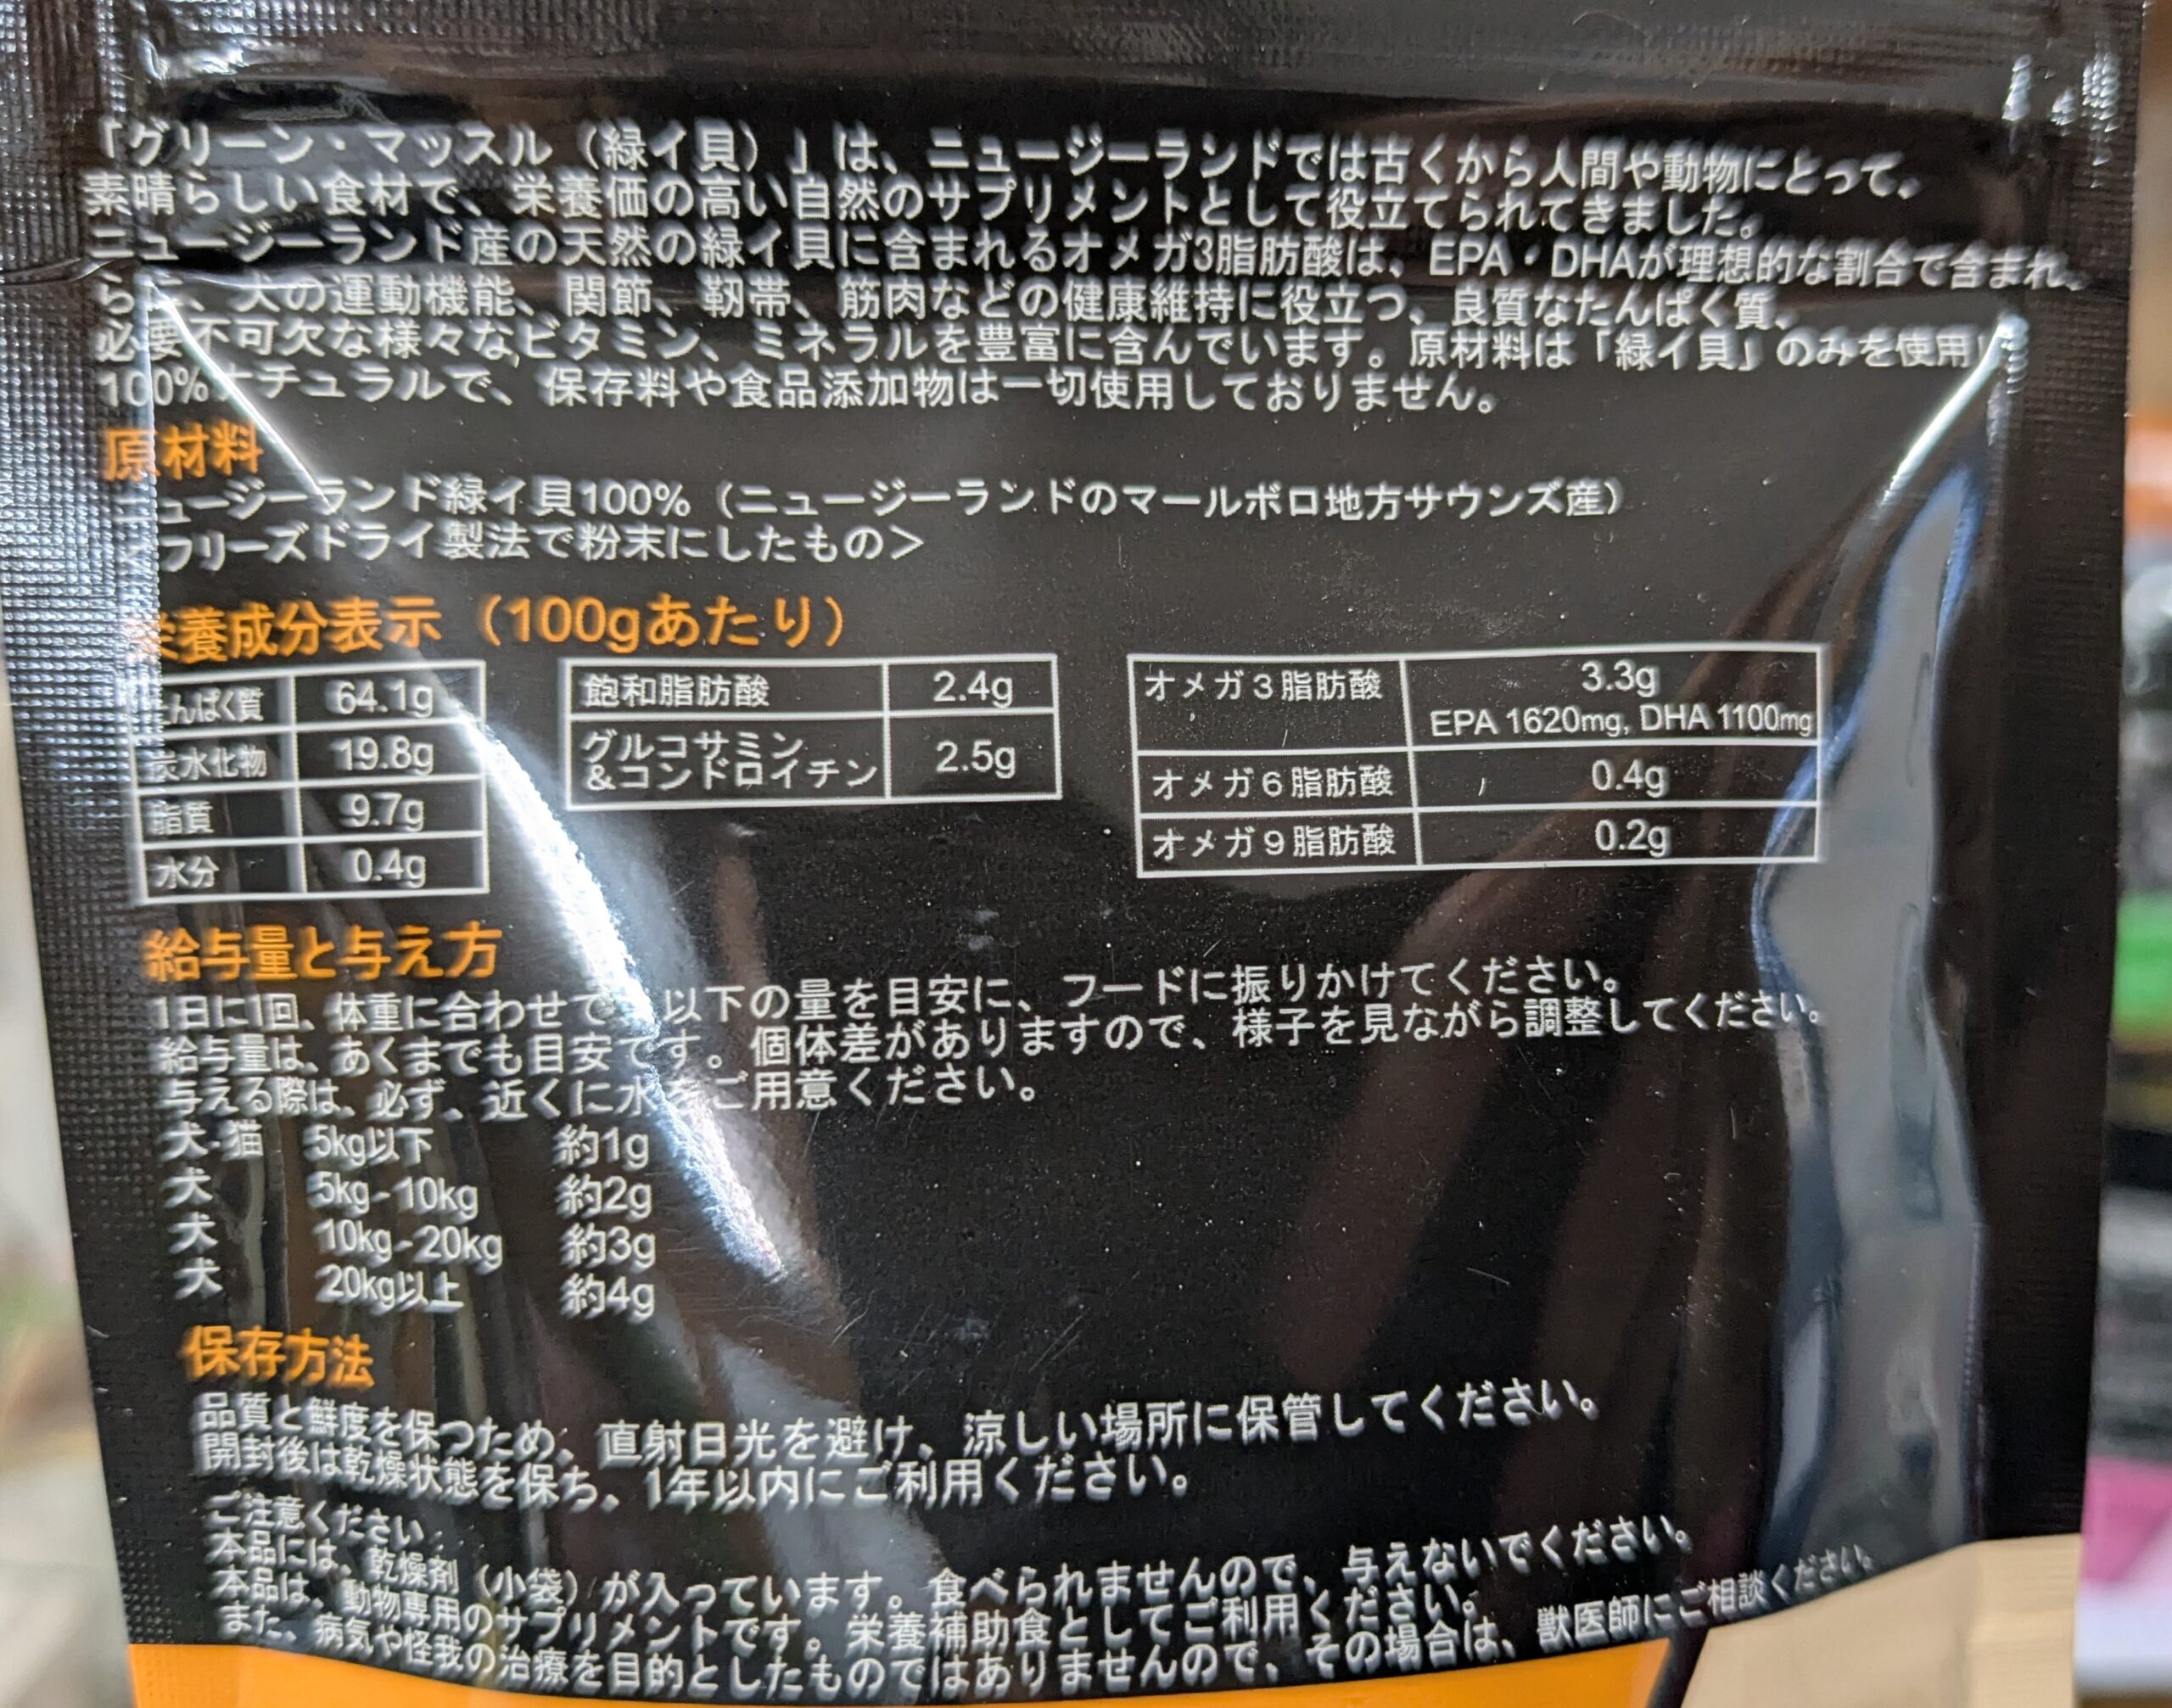 「グリーン・マッスル（緑イ貝）」は、ニュージーランドでは古くから人間や動物にとって、
素晴らしい食材で、栄養価の高い自然のサプリメントとして役立てられてきました。
ニュージーランド産の天然の緑イ貝に含まれるオメガ3脂肪酸は、EPA・DHAが理想的な割合で含まれ、
犬の運動機能、関節、靭帯、筋肉などの健康維持に役立つ、良質なたんぱく質、
必要不可欠な様々な、ビタミン、ミネラルを豊富に含んでいます。原材料は「緑イ貝」のみを使用し
100%ナチュラルで、保存料や食品添加物は一切使用しておりません。
原材料
ニュージーランド緑イ貝100%（ニュージーランドのマールボロ地方サウンズ産）
<フリーズドライ製法で粉末にしたもの＞
栄養成分表示（100gあたり）
たんぱく質 64.1g
炭水化物 19.8g
脂質 9.7g
水分 0.4g
飽和脂肪酸 2.4g
グルコサミン
&コンドロイチン 2.5g
オメガ3脂肪酸 3.3g
EPA 1620mg, DHA 1100mg
オメガ6脂肪酸 0.4g
オメガ9脂肪酸 0.2g
給与量と与え方
1日に1回、体重に合わせて、以下の量を目安に、フードに振りかけてください。
給与量は、あくまでも目安です。個体差がありますので、様子を見ながら調整してください。
与える際は、必ず、近くに水をご用意ください。
犬・猫 5kg以下 約1g
犬 5kg-10kg 約2g
犬 10kg-20kg 約3g
犬 20kg以上 約4g
保存方法
品質と鮮度を保つため、直射日光を避け、涼しい場所に保管してください。
開封後は乾燥状態を保ち、1年以内にご利用ください。
ご注意ください：
本品には、乾燥剤（小袋）が入っています。食べられませんので、与えないでください。
本品は、動物専用のサプリメントです。栄養補助食としてご利用ください。
また、病気や怪我の治療を目的としたものではありませんので、その場合は、獣医師にご相談ください。